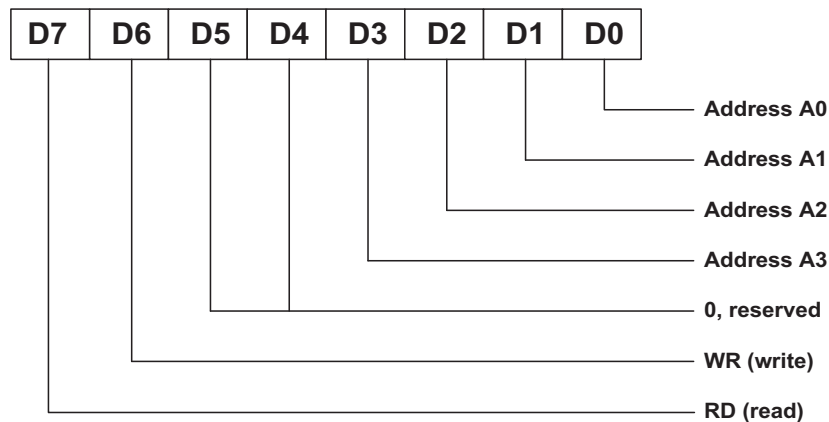 D7 D6 D5 D4 D3 D2 D1 D0
Address A0
Address A1
Address A2
Address A3
0, reserved
WR (write)
RD (read)